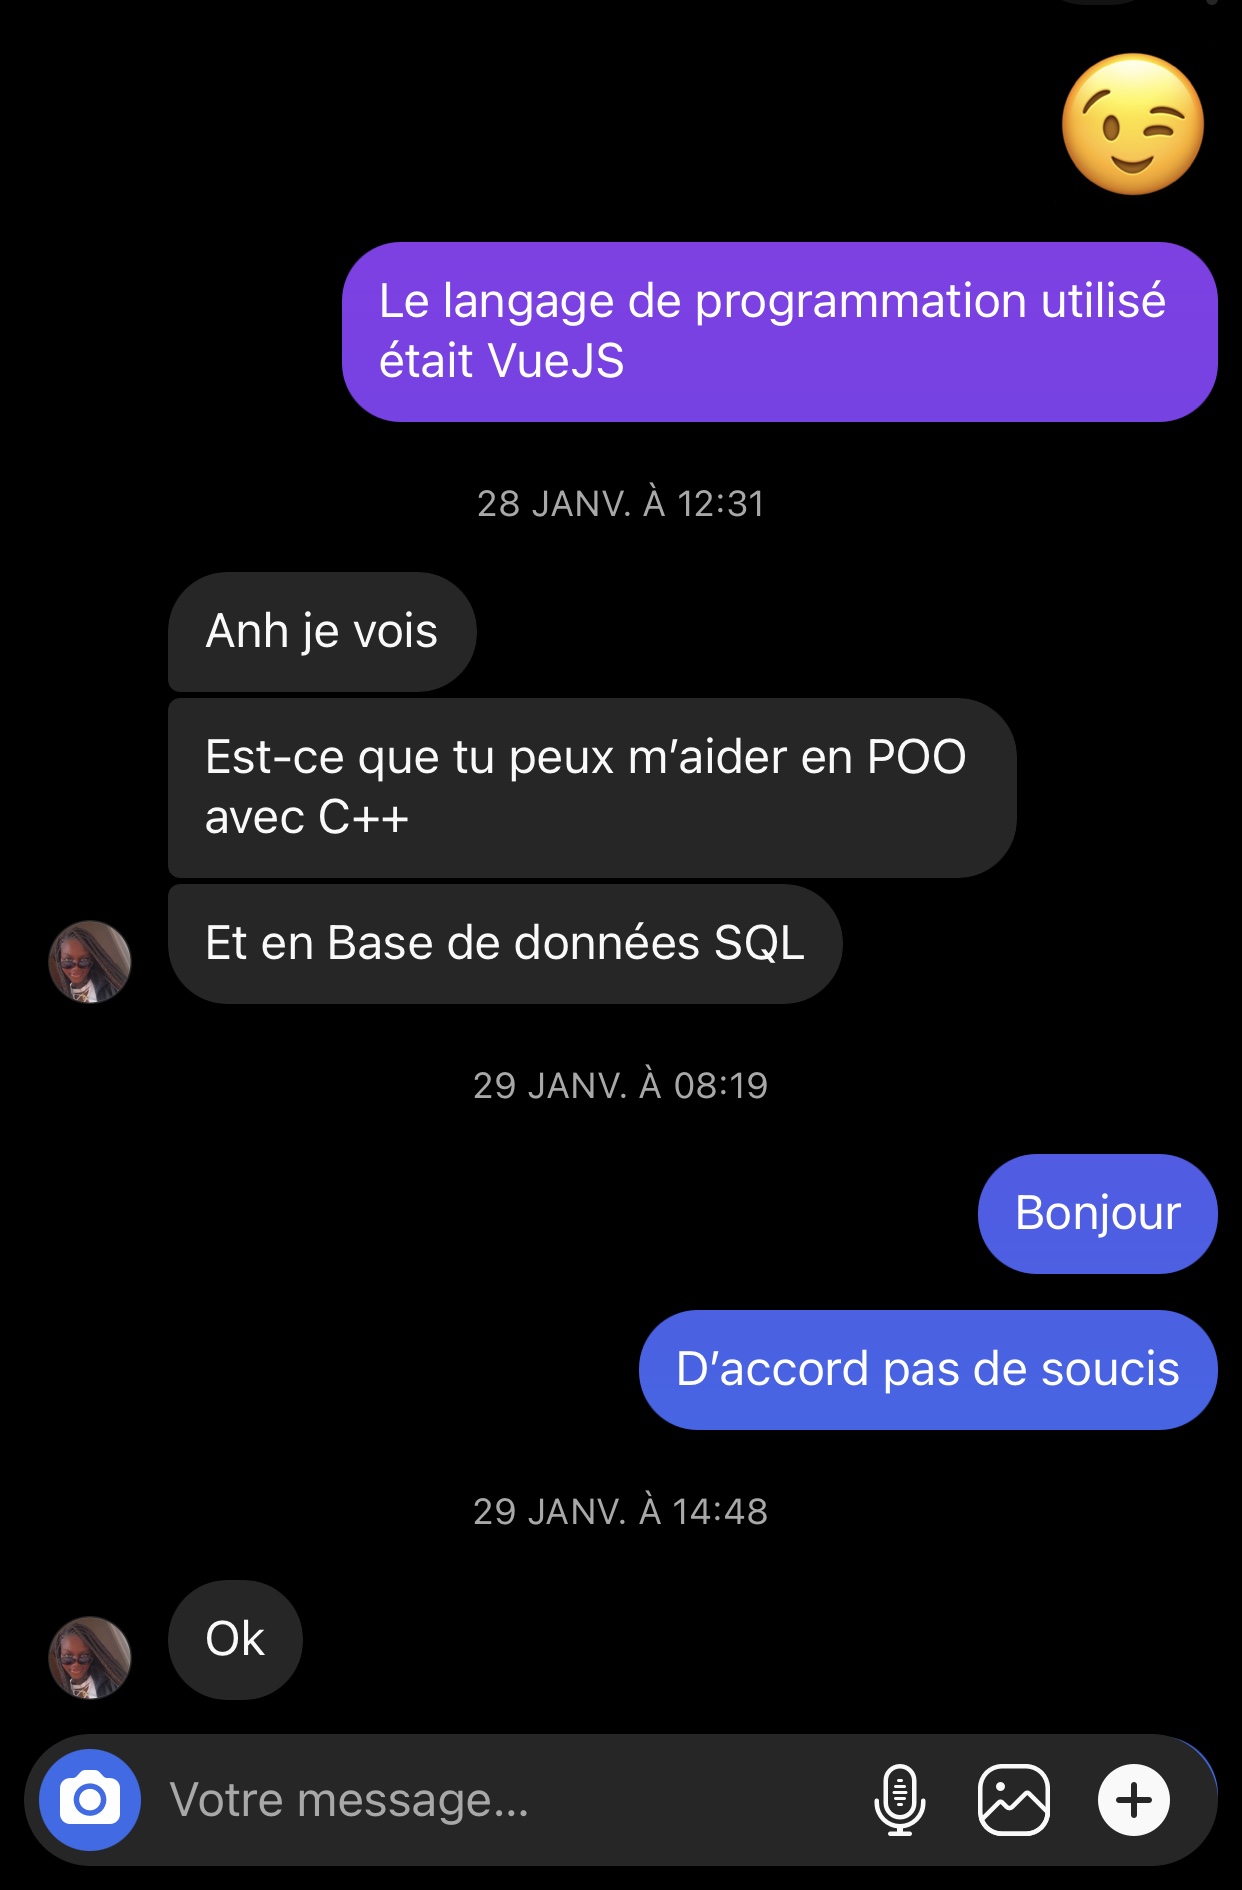 Le langage de programmation utilisé
était VueJS
28 JANV. À 12:31
Anh je vois
Est-ce que tu peux m’aider en POO
avec C++
Et en Base de données SQL
29 JANV. À 08:19
Bonjour
D’accord pas de soucis
29 JANV. À 14:48
Ok
Votre message...